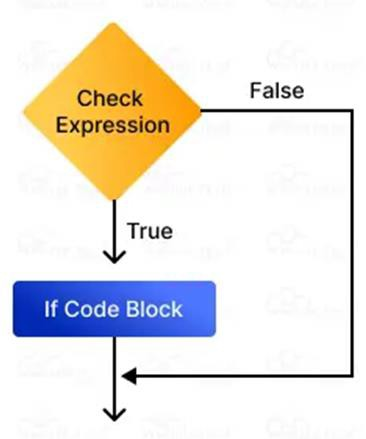 Check
Expression
False
True
If Code Block